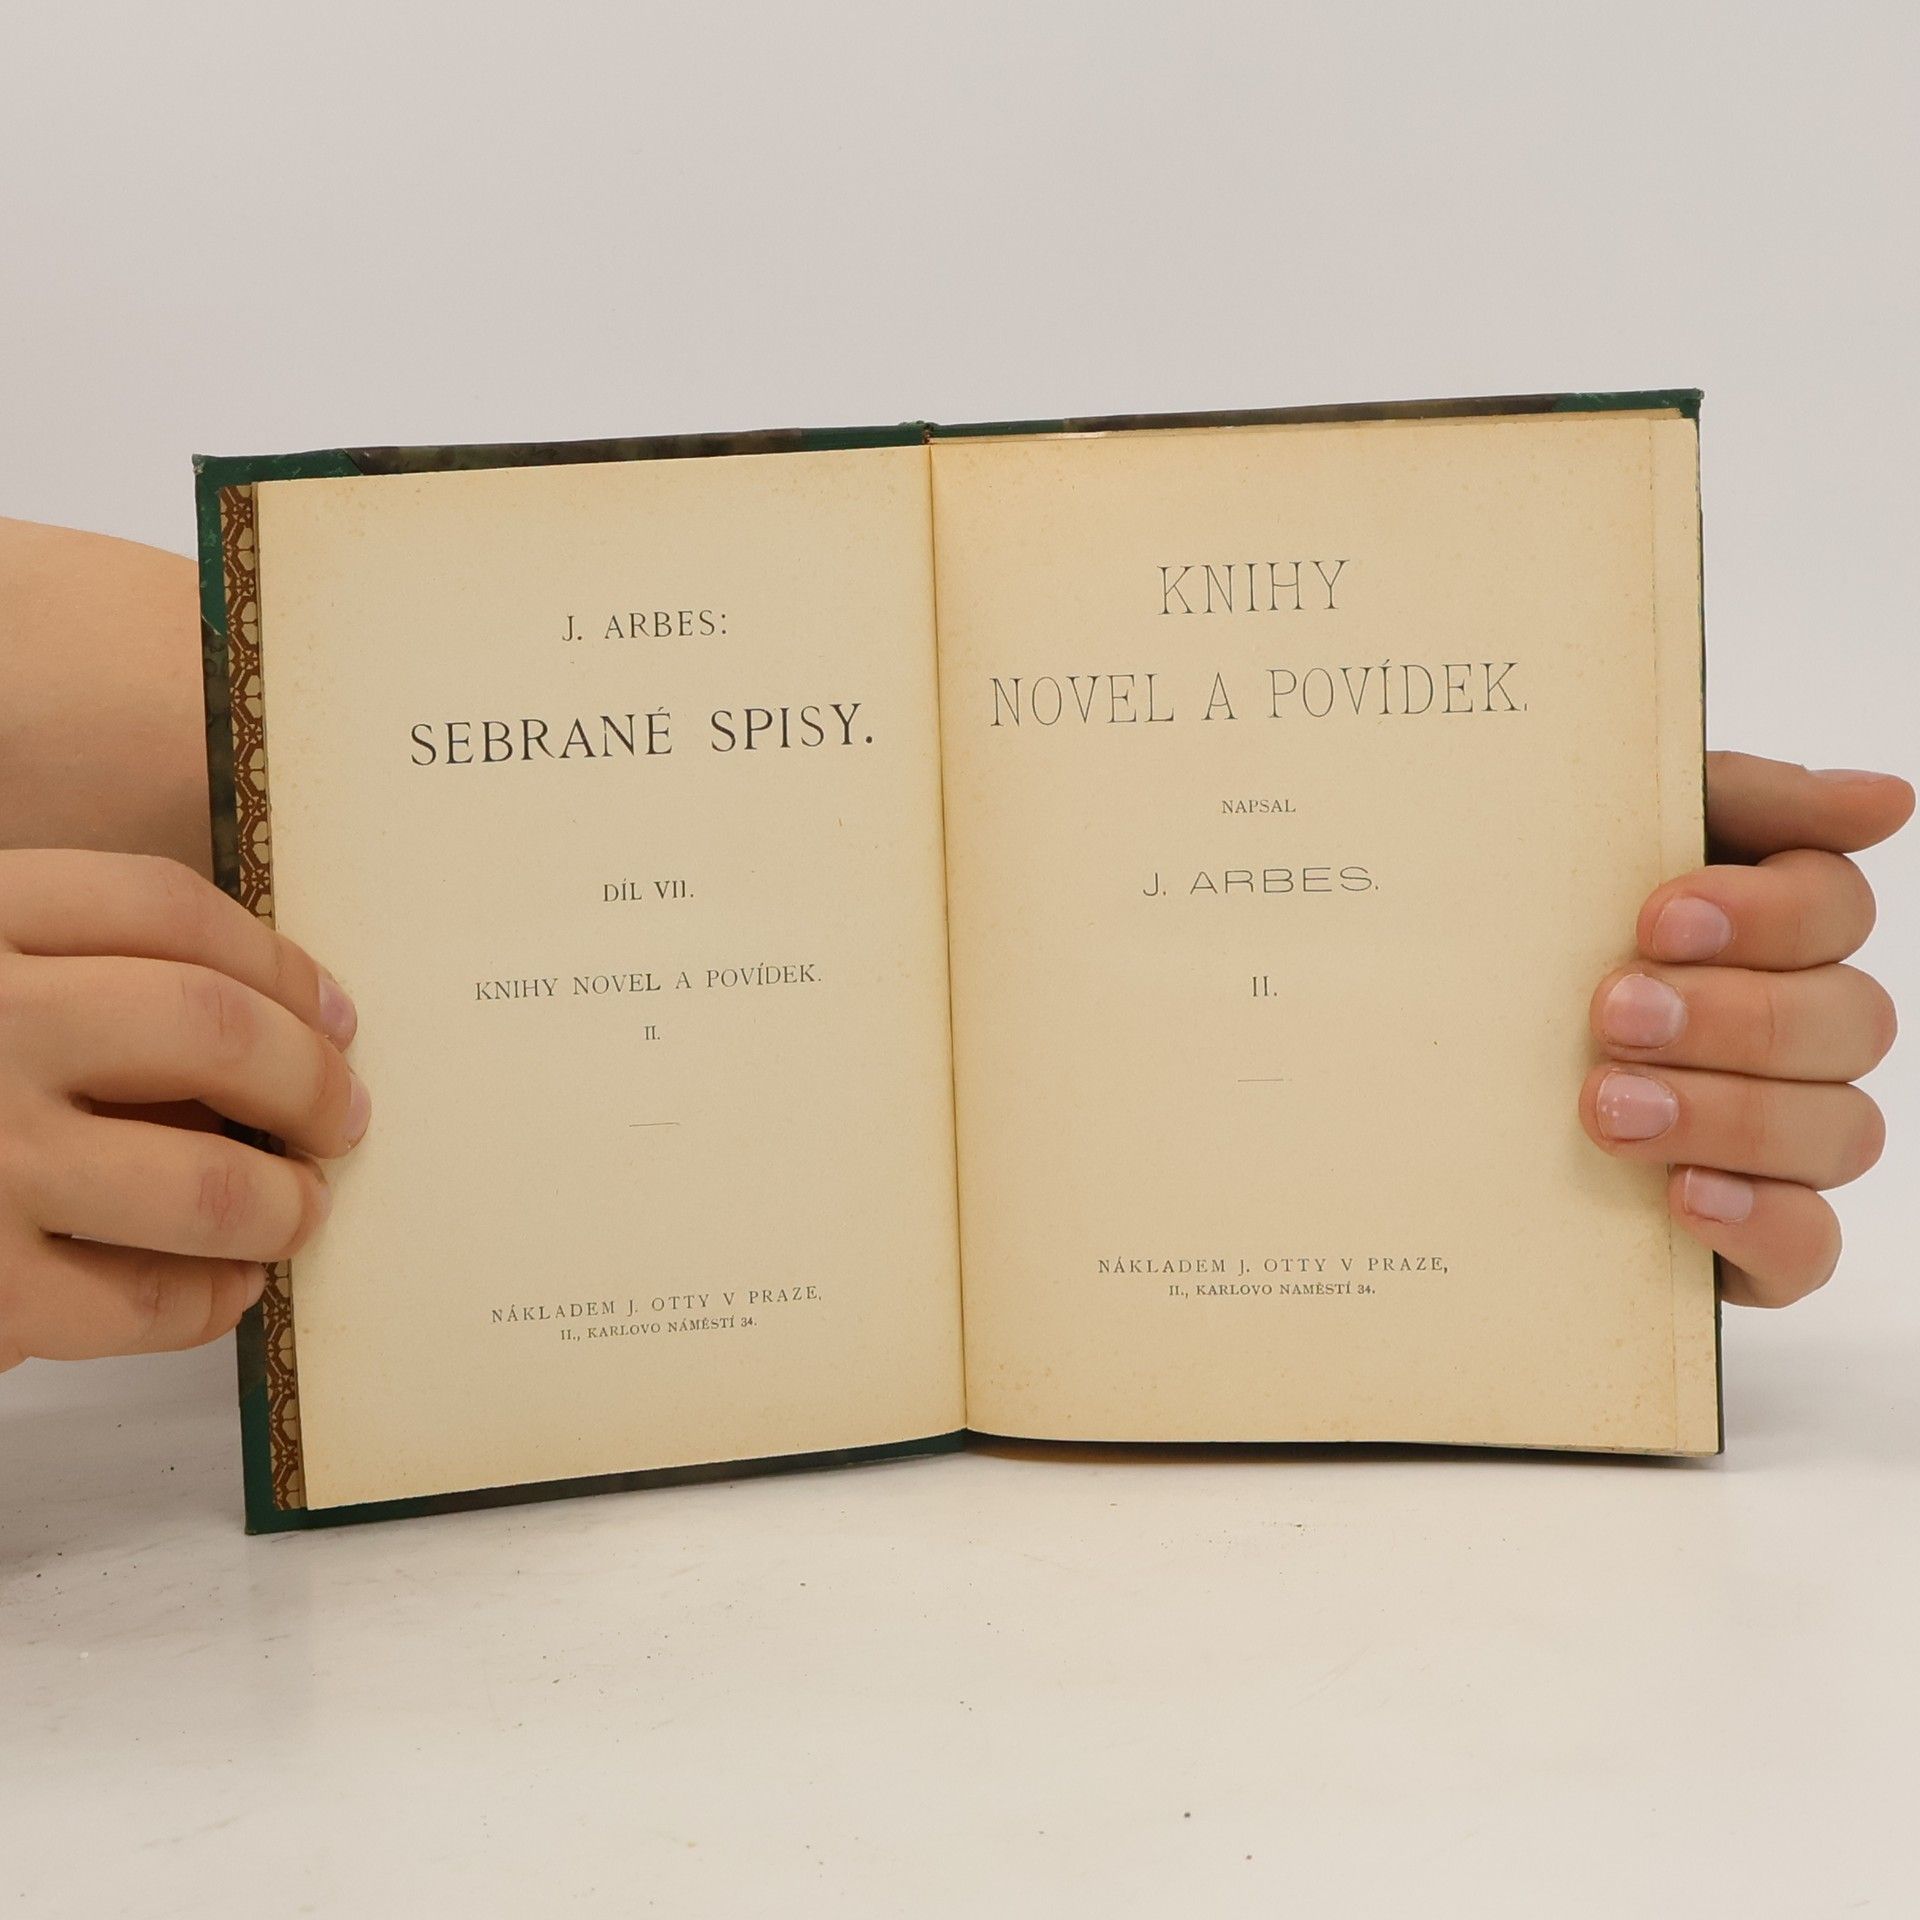 J. ARBES:
SEBRANÉ SPISY.
DÍL VII.
KNIHY NOVEL A POVÍDEK.
II.
NÁKLADEM J. OTTY V PRAZE,
II., KARLOVO NÁMĚSTÍ 34.
KNIHY
NOVEL A POVÍDEK.
NAPSAL
J. ARBES.
II.
NÁKLADEM J. OTTY V PRAZE,
II., KARLOVO NAMĚSTÍ 34.